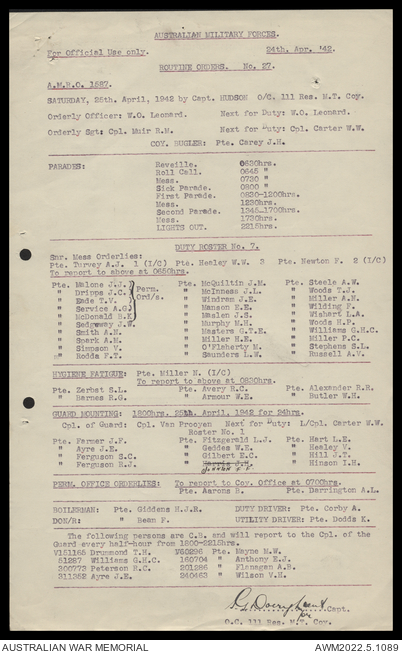 AUSTRALIAN MILITARY FORCES.
For Official Use only. 24th. Apr. '42.
ROUTINE ORDERS. No. 27.
A.M.R.O. 1587.
SATURDAY, 25th. April, 1942 by Capt. HUDSON O/C. 111 Res. M.T. Coy.
Orderly Officer: W.O. Leonard. Next for Duty: W.O. Leonard.
Orderly Sgt: Cpl. Muir R.M. Next for Duty: Cpl. Carter W.W.
COY. BUGLER: Pte. Carey J.H.
PARADES: Reveille. 0630hrs.
Roll Call. 0645 "
Mess. 0730 "
Sick Parade. 0800 "
First Parade. 0830-1200hrs.
Mess. 1230hrs.
Second Parade. 1345-1700hrs.
Mess. 1730hrs.
LIGHTS OUT. 2215hrs.
DUTY ROSTER No. 7.
Snr. Mess Orderlies:
Pte. Turvey A.J. 1 (I/C) Pte. Healey W.W. 3 Pte. Newton F. 2 (I/C)
To report to above at 0650hrs.
Pte. Malone J.J. Perm. Pte. McQuiltin J.M. Pte. Steele A.W.
" Dripps J.C. Ord/s. " McInness J.L. " Woods T.J.
" Eade T.V. " Windram J.E. " Miller A.N.
" Service A.G. " Manson E.E. " Wilding F.
" McDonald R.K. " Maslen J.S. " Wishart L.A.
" Sedgeway J.W. " Murphy M.H. " Woods H.P.
" Smith A.N. " Masters G.T.E. " Williams G.H.C.
" Spark A.N. " Miller H.E. " Miller P.C.
" Simpson V. " O'Flaherty M. " Stephens S.L.
" Rodda F.T. " Saunders L.W. " Russell A.V.
HYGIENE FATIGUE: Pte. Miller N. (I/C)
To report to above at 0830hrs.
Pte. Zerbst S.L. Pte. Avery R.C. Pte. Alexander R.R.
" Barnes R.G. " Armour W.E. " Butler W.H.
GUARD MOUNTING: 1800hrs. 25th. April, 1942 for 24hrs.
Cpl. of Guard: Cpl. Van Prooyen Next for Duty: L/Cpl. Carter W.W.
Roster No. 1
Pte. Farmer J.F. Pte. Fitzgerald L.J. Pte. Hart L.E.
" Ayre J.E. " Geddes W.E. " Healey V.
" Ferguson S.C. " Gilbert E.C. " Hill J.T.
" Ferguson E.J. " Harris J.H. " Hinson I.H.
PERM. OFFICE ORDERLIES: To report to Coy. Office at 0700hrs.
Pte. Aarons B. Pte. Darrington A.L.
BOILERMAN: Pte. Giddens H.J.R. DUTY DRIVER: Pte. Corby A.
DON/R: " Bean F. UTILITY DRIVER: Pte. Dodds K.
The following persons are C.B. and will report to the Cpl. of the
Guard every half-hour from 1800-2215hrs.
V151165 Drummond T.H. V60296 Pte. Mayne M.W.
51287 Williams G.H.C. 160704 " Anthony E.J.
300773 Peterson R.C. 201286 " Flanagan A.B.
311352 Ayre J.E. 240463 " Wilson V.H.
Capt.
O.C. 111 Res. M.T. Coy.
AUSTRALIAN WAR MEMORIAL AWM2022.5.1089